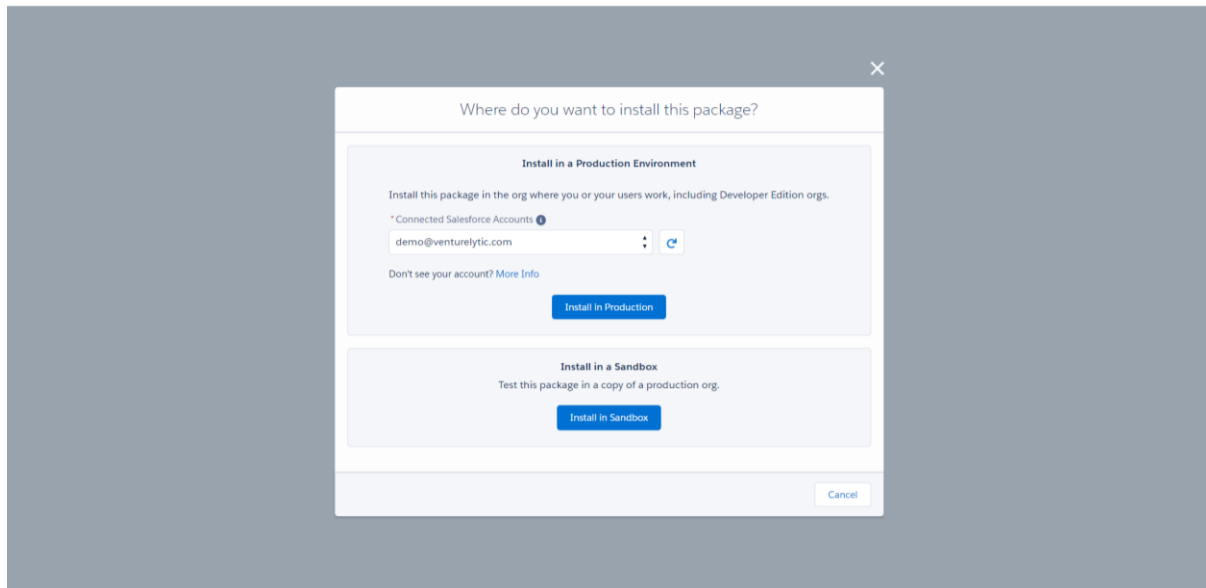 Where do you want to install this package?
Install in a Production Environment
Install this package in the org where you or your users work, including Developer Edition orgs.
*Connected Salesforce Accounts
demo@venturelytic.com
Don't see your account? More Info
Install in Production
Install in a Sandbox
Test this package in a copy of a production org.
Install in Sandbox
Cancel